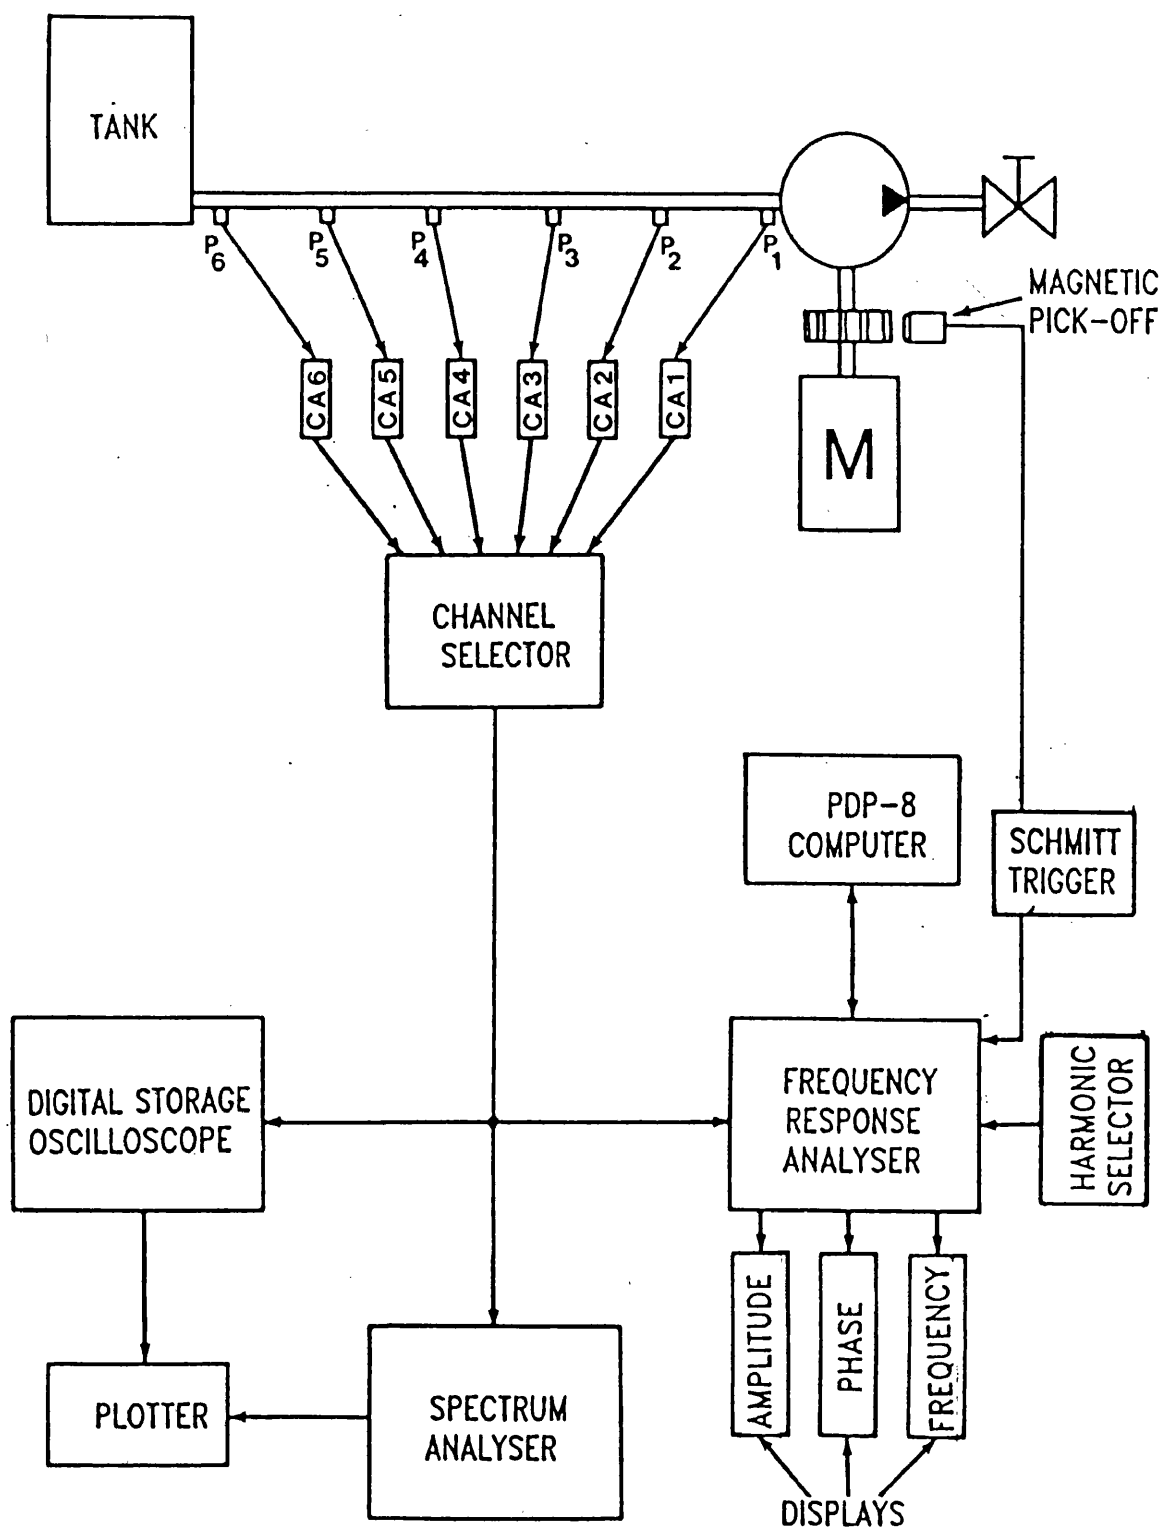 TANK
P6
P5
P4
P3
P2
P1
MAGNETIC
PICK-OFF
CA6
CA5
CA4
CA3
CA2
CA1
M
CHANNEL
SELECTOR
PDP-8
COMPUTER
SCHMITT
TRIGGER
DIGITAL STORAGE
OSCILLOSCOPE
FREQUENCY
RESPONSE
ANALYSER
HARMONIC
SELECTOR
AMPLITUDE
PHASE
FREQUENCY
PLOTTER
SPECTRUM
ANALYSER
DISPLAYS